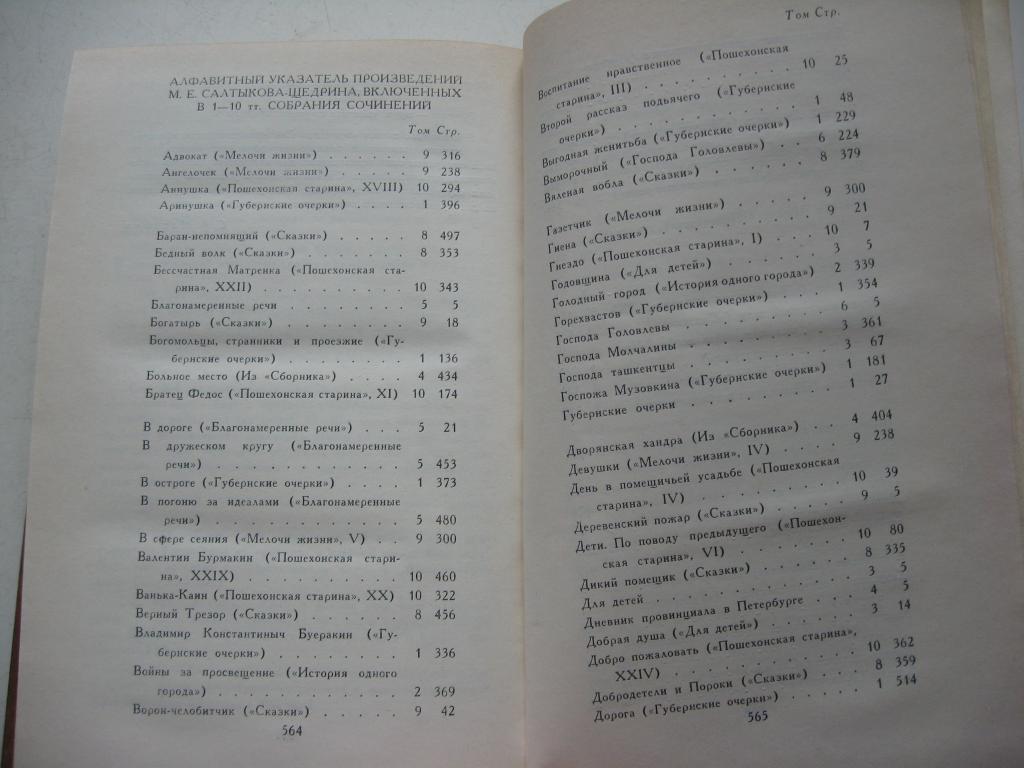 АЛФАВИТНЫЙ УКАЗАТЕЛЬ ПРОИЗВЕДЕНИЙ
М. Е. САЛТЫКОВА-ЩЕДРИНА, ВКЛЮЧЕННЫХ
В 1—10 тт. СОБРАНИЯ СОЧИНЕНИЙ
Том Стр.
Адвокат («Мелочи жизни») . . . . . . 9 316
Ангелочек («Мелочи жизни») . . . . . 9 238
Аннушка («Пошехонская старина», XVIII) 10 294
Аринушка («Губернские очерки») . . . . 1 396
Баран-непомнящий («Сказки») . . . . . 8 497
Бедный волк («Сказки») . . . . . . . 8 353
Бессчастная Матренка («Пошехонская ста-
рина», XXII) . . . . . . . . . . 10 343
Благонамеренные речи . . . . . . . 5 5
Богатырь («Сказки») . . . . . . . . 9 18
Богомольцы, странники и проезжие («Гу-
бернские очерки») . . . . . . . . 1 136
Больное место (Из «Сборника») . . . . 4 434
Братец Федос («Пошехонская старина», XI) 10 174
В дороге («Благонамеренные речи») . . . 5 21
В дружеском кругу («Благонамеренные
речи») . . . . . . . . . . . . 5 453
В остроге («Губернские очерки») . . . . 1 373
В погоню за идеалами («Благонамеренные
речи») . . . . . . . . . . . . 5 480
В сфере сеяния («Мелочи жизни», V) . . 9 300
Валентин Бурмакин («Пошехонская стари-
на», XXIX) . . . . . . . . . . . 10 460
Ванька-Каин («Пошехонская старина», XX) 10 322
Верный Трезор («Сказки») . . . . . . 8 456
Владимир Константиныч Буеракин («Гу-
бернские очерки») . . . . . . . . . 1 336
Войны за просвещение («История одного
города») . . . . . . . . . . . . 2 369
Ворон-челобитчик («Сказки») . . . . . 9 42
564
Том Стр.
Воспитание нравственное («Пошехонская
старина», III) . . . . . . . . . . 10 25
Второй рассказ подьячего («Губернские
очерки») . . . . . . . . . . . . 1 48
Выгодная женитьба («Губернские очерки») 1 229
Выморочный («Господа Головлевы») . . . 6 224
Вяленая вобла («Сказки») . . . . . . 8 379
Газетчик («Мелочи жизни») . . . . . . 9 300
Гиена («Сказки») . . . . . . . . . 9 21
Гнездо («Пошехонская старина», I) . . . 10 7
Годовщина («Для детей») . . . . . . . 3 5
Голодный город («История одного города») 2 339
Горехвастов («Губернские очерки») . . . 1 354
Господа Головлевы . . . . . . . . . 6 5
Господа Молчалины . . . . . . . . . 3 361
Господа ташкентцы . . . . . . . . . 3 67
Госпожа Музовкина («Губернские очерки») 1 181
Губернские очерки . . . . . . . . . 1 27
Дворянская хандра (Из «Сборника») . . . 4 404
Девушки («Мелочи жизни», IV) . . . . . 9 238
День в помещичьей усадьбе («Пошехонская
старина», IV) . . . . . . . . . . 10 39
Деревенский пожар («Сказки») . . . . . 9 5
Дети. По поводу предыдущего («Пошехон-
ская старина», VI) . . . . . . . . 10 80
Дикий помещик («Сказки») . . . . . . 8 335
Для детей . . . . . . . . . . . . 3 5
Дневник провинциала в Петербурге . . . 4 5
Добрая душа («Для детей») . . . . . . 3 14
Добро пожаловать («Пошехонская старина»,
XXIV) . . . . . . . . . . . . . 10 362
Добродетели и Пороки («Сказки») . . . . 8 359
Дорога («Губернские очерки») . . . . . 1 514
565